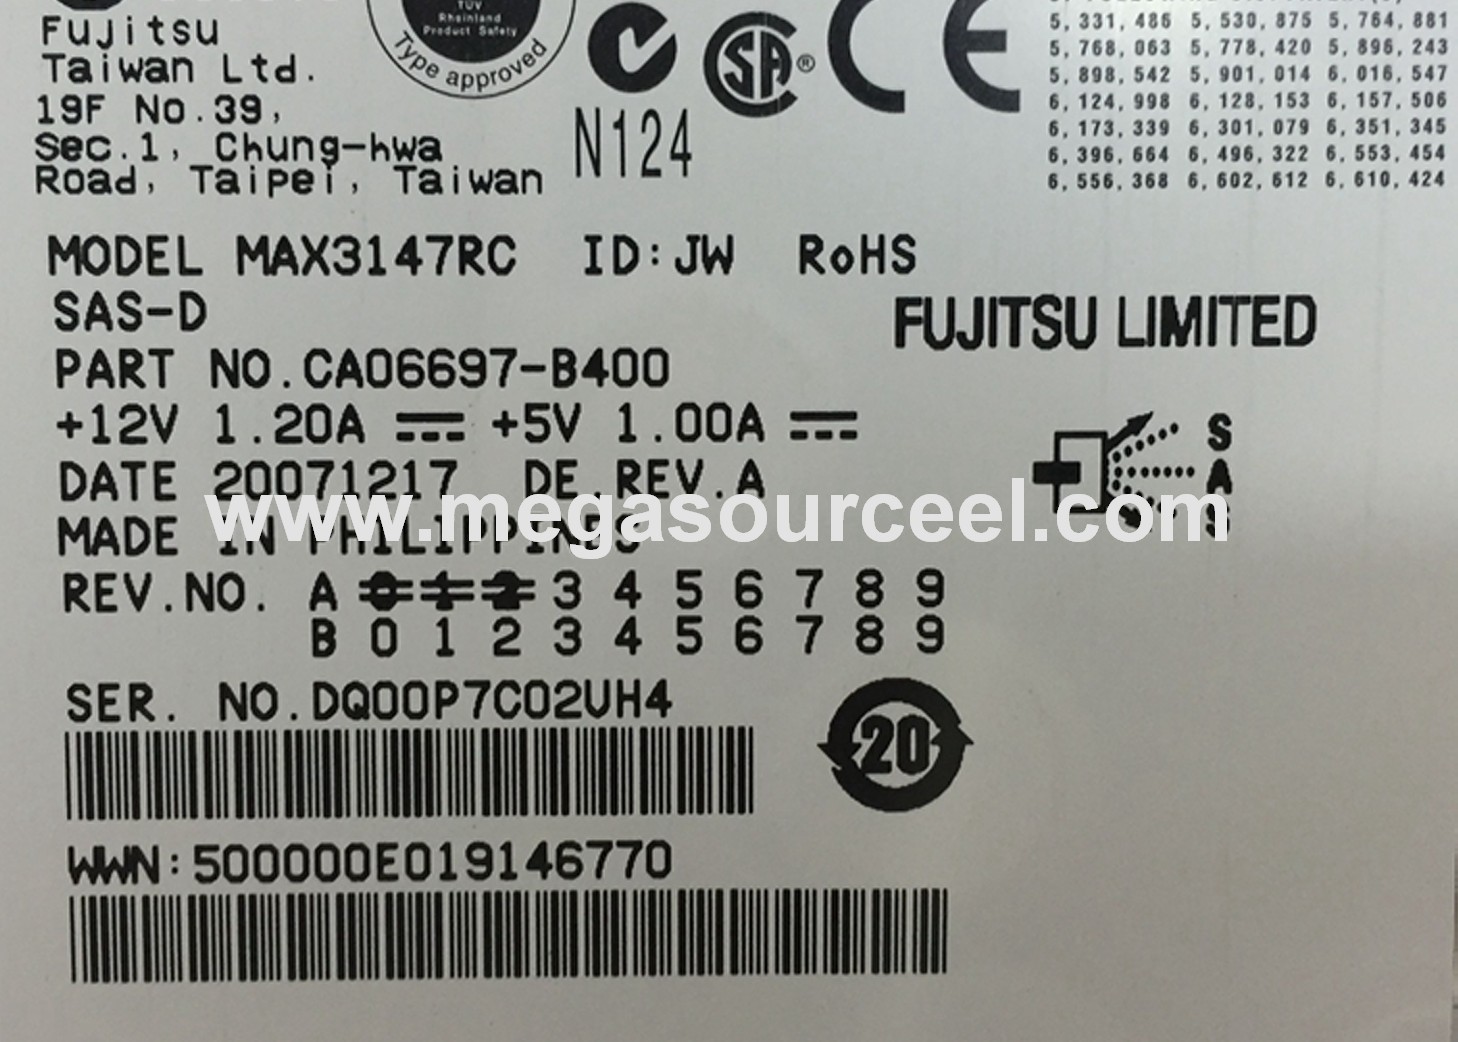 Fujitsu
Taiwan Ltd.
19F No.39,
Sec.1, Chung-hwa
Road, Taipei, Taiwan
TÜV
Rheinland
Product Safety
Type approved
N124
SA®
CE
5,331,486 5,530,875 5,764,881
5,768,063 5,778,420 5,896,243
5,898,542 5,901,014 6,016,547
6,124,998 6,128,153 6,157,506
6,173,339 6,301,079 6,351,345
6,396,664 6,496,322 6,553,454
6,556,368 6,602,612 6,610,424
MODEL MAX3147RC ID:JW RoHS
SAS-D
FUJITSU LIMITED
PART NO.CA06697-B400
+12V 1.20A +5V 1.00A
DATE 20071217 DE.REV.A
SAS
www.megasourceel.com
MADE IN PHILIPPINES
REV.NO. A 0 1 2 3 4 5 6 7 8 9
B 0 1 2 3 4 5 6 7 8 9
SER. NO.DQ00P7C02UH4
20
WWN:500000E019146770